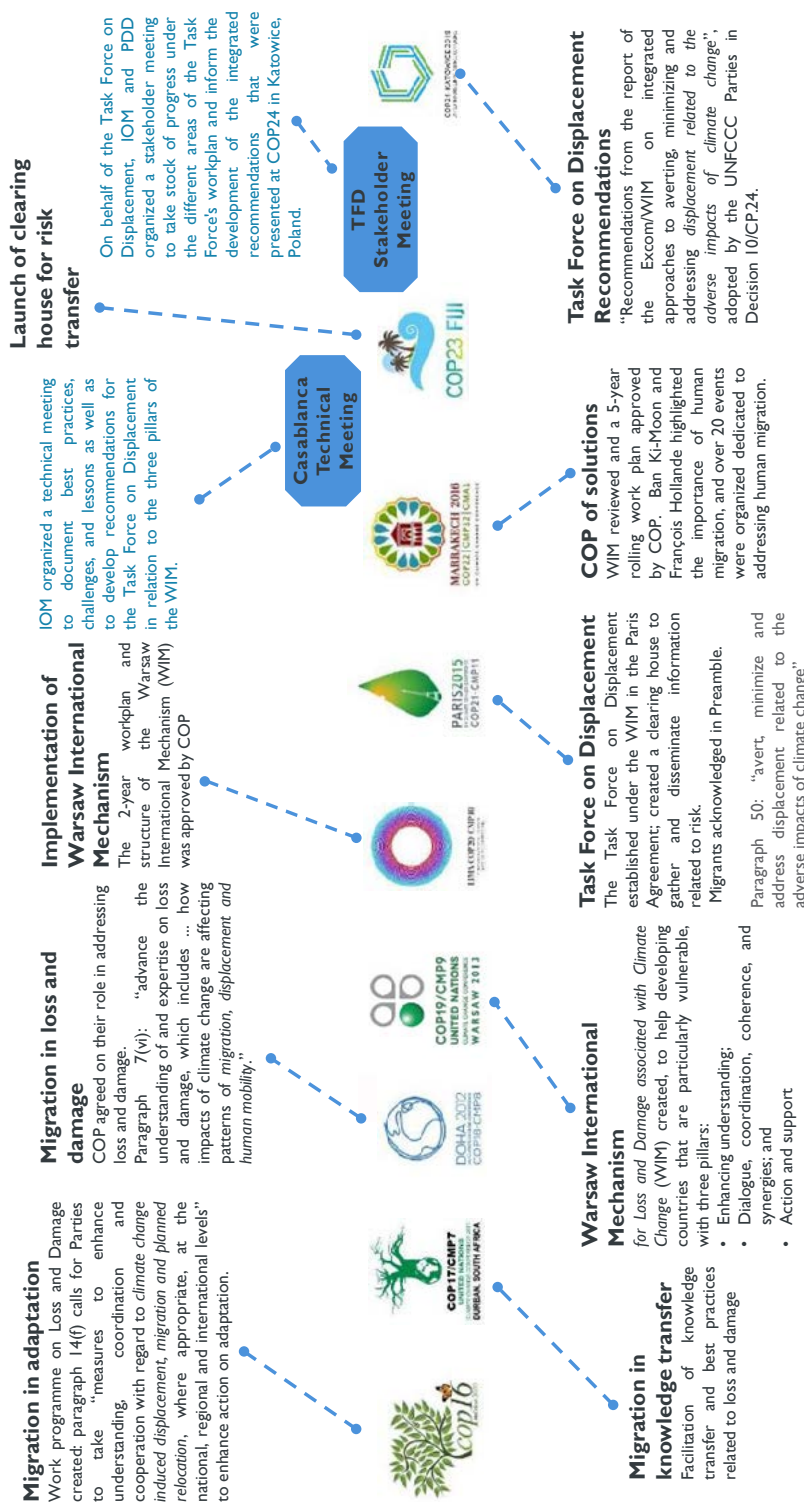 Migration in adaptation
Work programme on Loss and Damage
created: paragraph 14(f) calls for Parties
to take “measures to enhance
understanding, coordination and
cooperation with regard to climate change
induced displacement, migration and planned
relocation, where appropriate, at the
national, regional and international levels”
to enhance action on adaptation.
Migration in loss and
damage
COP agreed on their role in addressing
loss and damage.
Paragraph 7(vi): “advance the
understanding of and expertise on loss
and damage, which includes ... how
impacts of climate change are affecting
patterns of migration, displacement and
human mobility.”
Implementation of
Warsaw International
Mechanism
The 2-year workplan and
structure of the Warsaw
International Mechanism (WIM)
was approved by COP
IOM organized a technical meeting
to document best practices,
challenges, and lessons as well as
to develop recommendations for
the Task Force on Displacement
in relation to the three pillars of
the WIM.
Launch of clearing
house for risk
transfer
On behalf of the Task Force on
Displacement, IOM and PDD
organized a stakeholder meeting
to take stock of progress under
the different areas of the Task
Force’s workplan and inform the
development of the integrated
recommendations that were
presented at COP24 in Katowice,
Poland.
Casablanca
Technical
Meeting
TFD
Stakeholder
Meeting
cop16
COP17/CMP7
UNITED NATIONS
DURBAN, SOUTH AFRICA
DOHA 2012
COP18·CMP8
COP19/CMP9
UNITED NATIONS
CLIMATE CHANGE CONFERENCE
WARSAW 2013
LIMA COP20 CMP10
PARIS2015
COP21·CMP11
MARRAKECH 2016
COP22|CMP12|CMA1
UN CLIMATE CHANGE CONFERENCE
COP23 FIJI
COP24 KATOWICE 2018
Migration in
knowledge transfer
Facilitation of knowledge
transfer and best practices
related to loss and damage
Warsaw International
Mechanism
for Loss and Damage associated with Climate
Change (WIM) created, to help developing
countries that are particularly vulnerable,
with three pillars:
• Enhancing understanding;
• Dialogue, coordination, coherence, and
synergies; and
• Action and support
Task Force on Displacement
The Task Force on Displacement
established under the WIM in the Paris
Agreement; created a clearing house to
gather and disseminate information
related to risk.
Migrants acknowledged in Preamble.
Paragraph 50: “avert, minimize and
address displacement related to the
adverse impacts of climate change”
COP of solutions
WIM reviewed and a 5-year
rolling work plan approved
by COP. Ban Ki-Moon and
François Hollande highlighted
the importance of human
migration, and over 20 events
were organized dedicated to
addressing human migration.
Task Force on Displacement
Recommendations
“Recommendations from the report of
the Excom/WIM on integrated
approaches to averting, minimizing and
addressing displacement related to the
adverse impacts of climate change”,
adopted by the UNFCCC Parties in
Decision 10/CP.24.